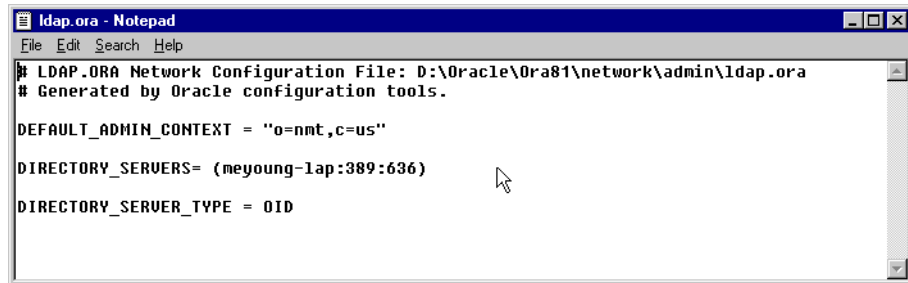 ldap.ora - Notepad
File Edit Search Help
# LDAP.ORA Network Configuration File: D:\Oracle\Ora81\network\admin\ldap.ora
# Generated by Oracle configuration tools.
DEFAULT_ADMIN_CONTEXT = "o=nmt,c=us"
DIRECTORY_SERVERS= (meyoung-lap:389:636)
DIRECTORY_SERVER_TYPE = OID